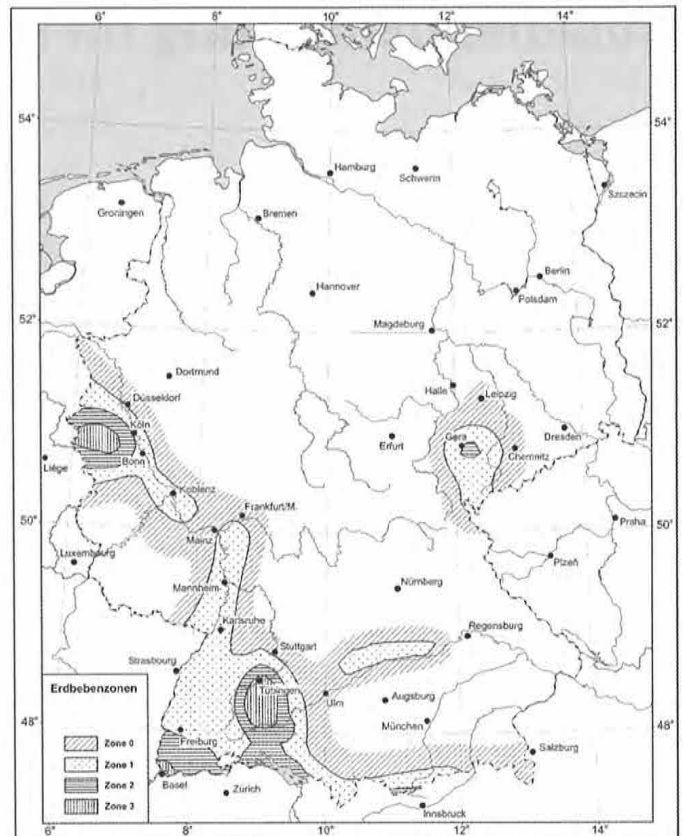 6° 8° 10° 12° 14°
54° 54°
Hamburg
Schwerin
Szczecin
Groningen
Bremen
Berlin
Hannover
Potsdam
52° Magdeburg 52°
Dortmund
Halle Leipzig
Düsseldorf
Köln Gera Dresden
Erfurt
Bonn Chemnitz
Liège
Koblenz
Frankfurt/M.
50° Praha 50°
Mainz
Luxembourg Plzeň
Mannheim
Nürnberg
Karlsruhe Regensburg
Stuttgart
Strasbourg
Erdbebenzonen
Tübingen
Ulm Augsburg
48° München 48°
Zone 0 Freiburg
Salzburg
Zone 1
Zone 2 Basel Zürich
Zone 3
Innsbruck
6° 8° 10° 12° 14°